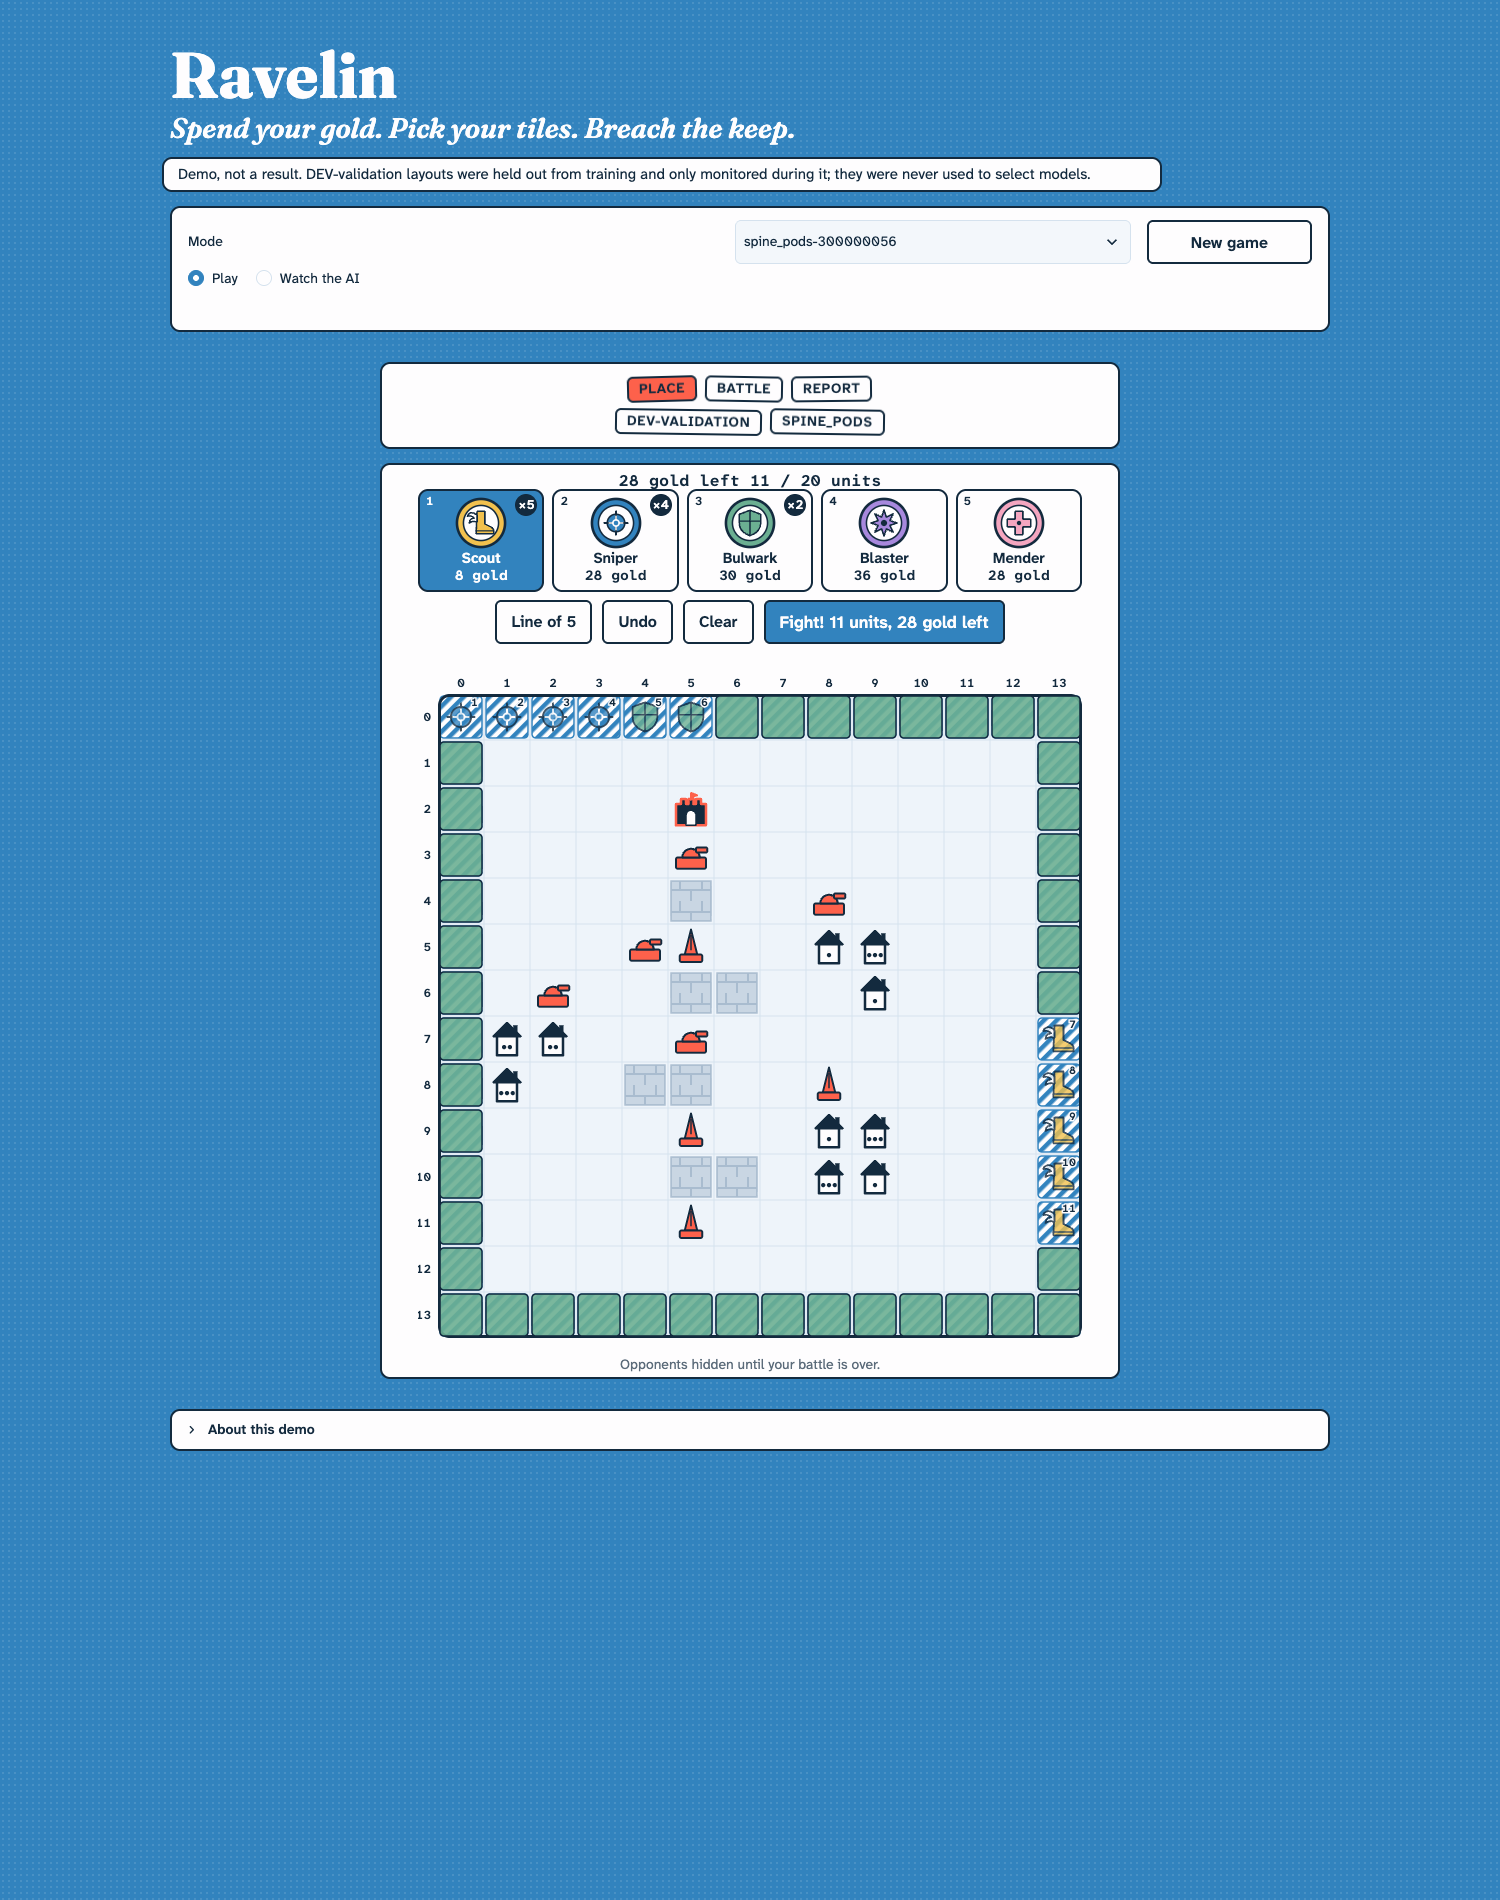 Ravelin
Spend your gold. Pick your tiles. Breach the keep.
Demo, not a result. DEV-validation layouts were held out from training and only monitored during it; they were never used to select models.
Mode
spine_pods-300000056
New game
Play Watch the AI
PLACE BATTLE REPORT
DEV-VALIDATION SPINE_PODS
28 gold left 11 / 20 units
1 ×5 2 ×4 3 ×2 4 5
Scout Sniper Bulwark Blaster Mender
8 gold 28 gold 30 gold 36 gold 28 gold
Line of 5 Undo Clear Fight! 11 units, 28 gold left
0 1 2 3 4 5 6 7 8 9 10 11 12 13
1 2 3 4 5 6
0
1
2
3
4
5
6
7 7
8 8
9 9
10 10
11 11
12
13
Opponents hidden until your battle is over.
About this demo